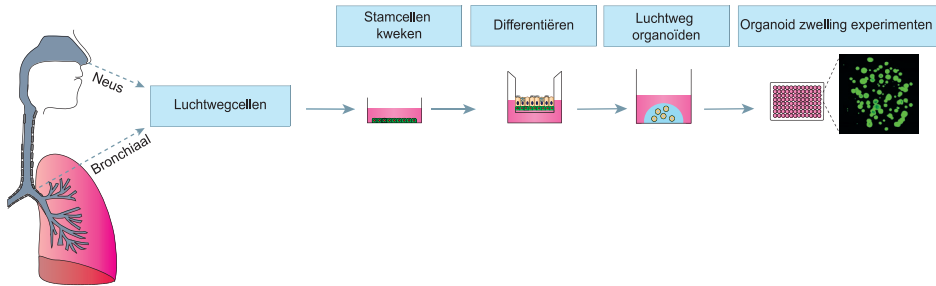 Neus
Bronchiaal
Luchtwegcellen
Stamcellen
kweken
Differentiëren
Luchtweg
organoïden
Organoid zwelling experimenten